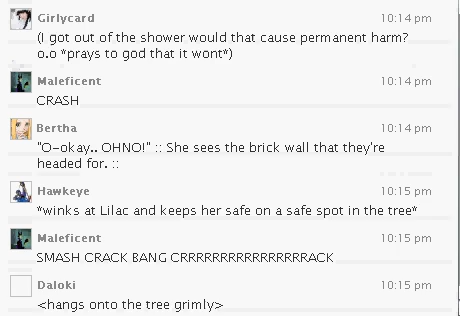 Girlycard 10:14 pm
(I got out of the shower would that cause permanent harm?
o.o *prays to god that it wont*)
Maleficent 10:14 pm
CRASH
Bertha 10:14 pm
"O-okay.. OHNO!" :: She sees the brick wall that they're
headed for. ::
Hawkeye 10:15 pm
*winks at Lilac and keeps her safe on a safe spot in the tree*
Maleficent 10:15 pm
SMASH CRACK BANG CRRRRRRRRRRRRRRRRACK
Daloki 10:15 pm
<hangs onto the tree grimly>